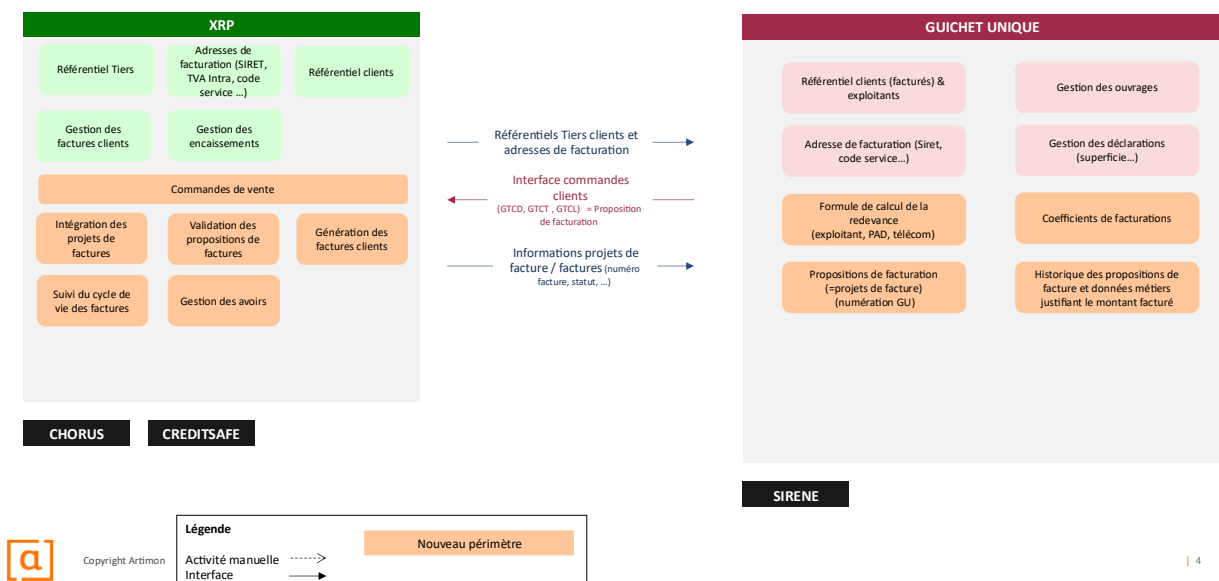 XRP
Référentiel Tiers
Adresses de
facturation (SIRET,
TVA Intra, code
service …)
Référentiel clients
Gestion des
factures clients
Gestion des
encaissements
Commandes de vente
Intégration des
projets de
factures
Validation des
propositions de
factures
Génération des
factures clients
Suivi du cycle de
vie des factures
Gestion des avoirs
CHORUS
CREDITSAFE
Référentiels Tiers clients et
adresses de facturation
Interface commandes
clients
(GTCD, GTCT , GTCL) = Proposition
de facturation
Informations projets de
facture / factures (numéro
facture, statut, …)
GUICHET UNIQUE
Référentiel clients (facturés) &
exploitants
Gestion des ouvrages
Adresse de facturation (Siret,
code service…)
Gestion des déclarations
(superficie…)
Formule de calcul de la
redevance
(exploitant, PAD, télécom)
Coefficients de facturations
Propositions de facturation
(=projets de facture)
(numération GU)
Historique des propositions de
facture et données métiers
justifiant le montant facturé
SIRENE
Légende
Nouveau périmètre
Activité manuelle
Interface
a
Copyright Artimon
| 4